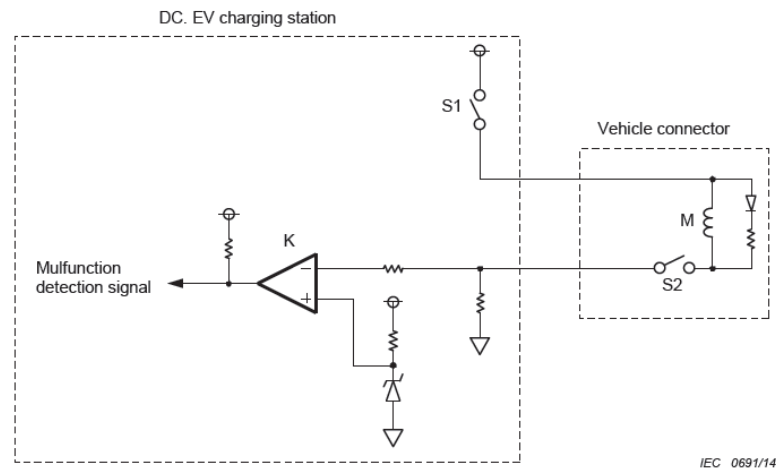 DC. EV charging station
S1
Vehicle connector
M
K
−
+
S2
Mulfunction
detection signal
IEC 0691/14